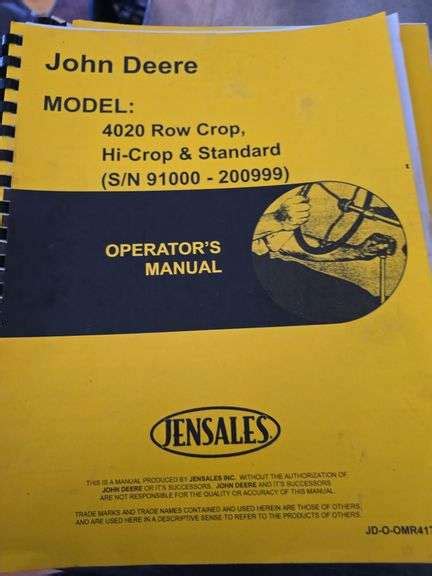 John Deere
MODEL:
4020 Row Crop,
Hi-Crop & Standard
(S/N 91000 - 200999)
OPERATOR'S
MANUAL
JENSALES.
THIS IS A MANUAL PRODUCED BY JENSALES INC. WITHOUT THE AUTHORIZATION OF
JOHN DEERE OR IT'S SUCCESSORS. JOHN DEERE AND IT'S SUCCESSORS
ARE NOT RESPONSIBLE FOR THE QUALITY OR ACCURACY OF THIS MANUAL.
TRADE MARKS AND TRADE NAMES CONTAINED AND USED HEREIN ARE THOSE OF OTHERS,
AND ARE USED HERE IN A DESCRIPTIVE SENSE TO REFER TO THE PRODUCTS OF OTHERS.
JD-O-OMR417